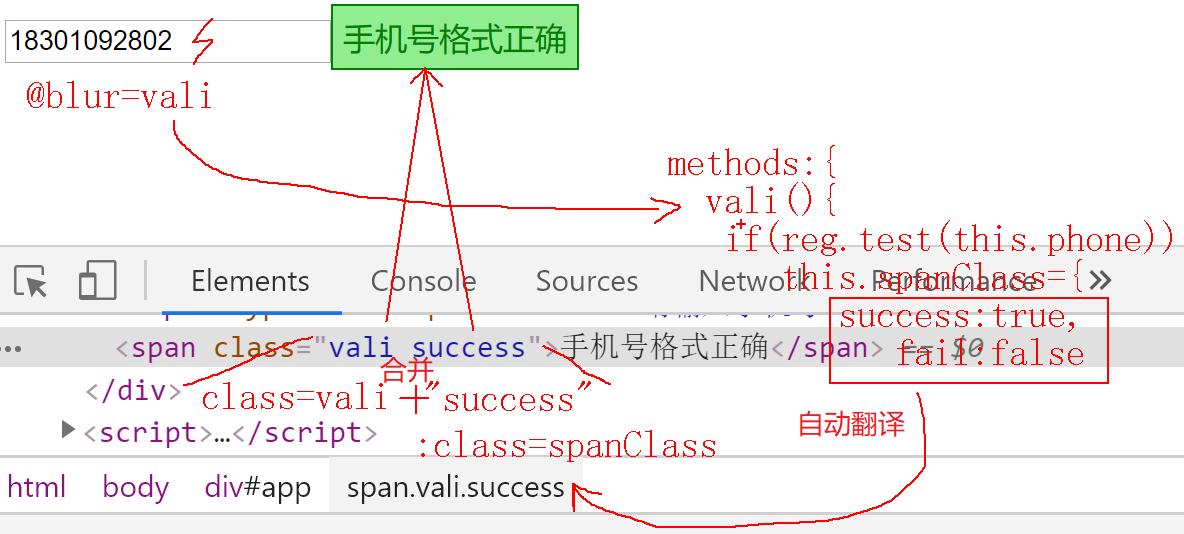 18301092802
手机号格式正确
@blur=vali
methods:{
vali(){
if(reg.test(this.phone))
this.spanClass={
Elements Console Sources Network Performance »
success:true,
fail:false
<span class="vali success">手机号格式正确</span> == $0
合并
</div>
class=vali + "success"
自动翻译
<script>…</script>
:class=spanClass
html body div#app span.vali.success